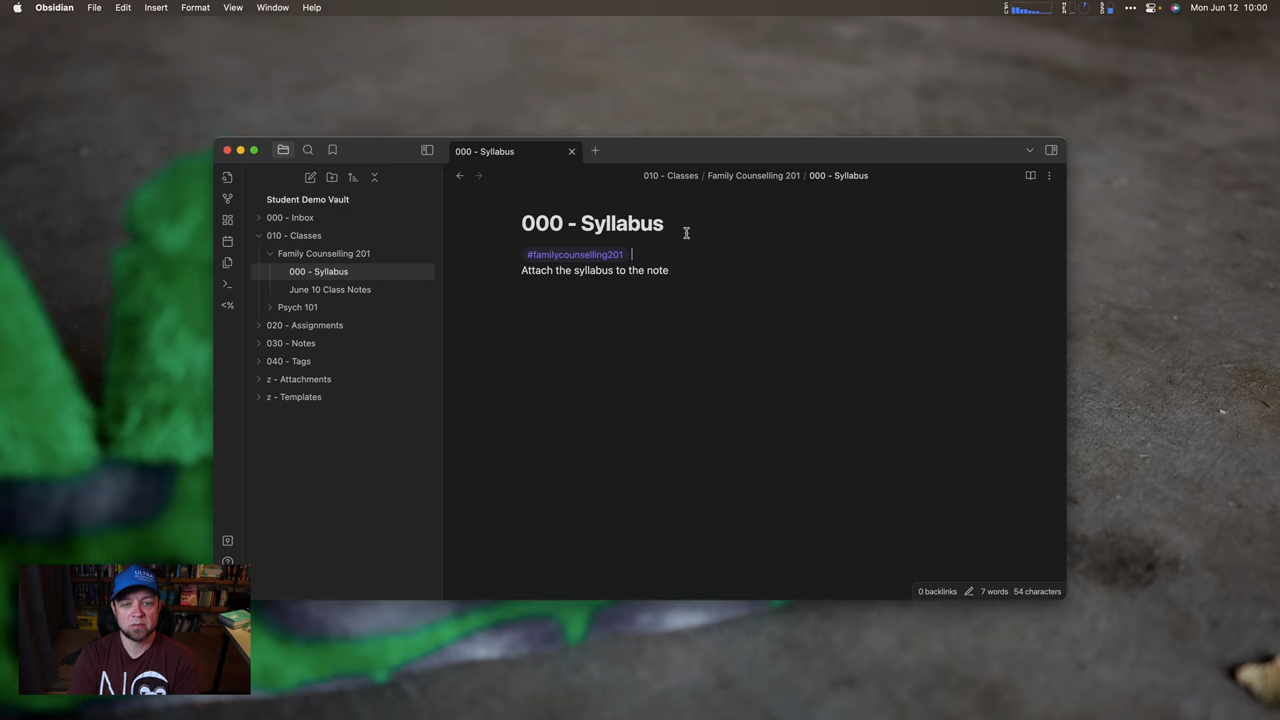 Obsidian File Edit Insert Format View Window Help
Mon Jun 12 10:00
000 - Syllabus
010 - Classes / Family Counselling 201 / 000 - Syllabus
Student Demo Vault
000 - Inbox
010 - Classes
Family Counselling 201
000 - Syllabus
June 10 Class Notes
Psych 101
020 - Assignments
030 - Notes
040 - Tags
z - Attachments
z - Templates
000 - Syllabus
#familycounselling201
Attach the syllabus to the note
0 backlinks 7 words 54 characters
ULTRA